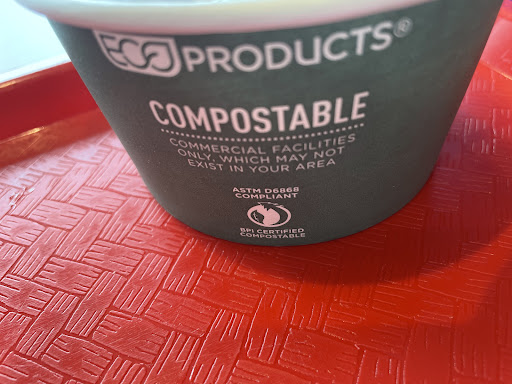 ECO PRODUCTS®
COMPOSTABLE
COMMERCIAL FACILITIES
ONLY, WHICH MAY NOT
EXIST IN YOUR AREA
ASTM D6868
COMPLIANT
BPI CERTIFIED
COMPOSTABLE